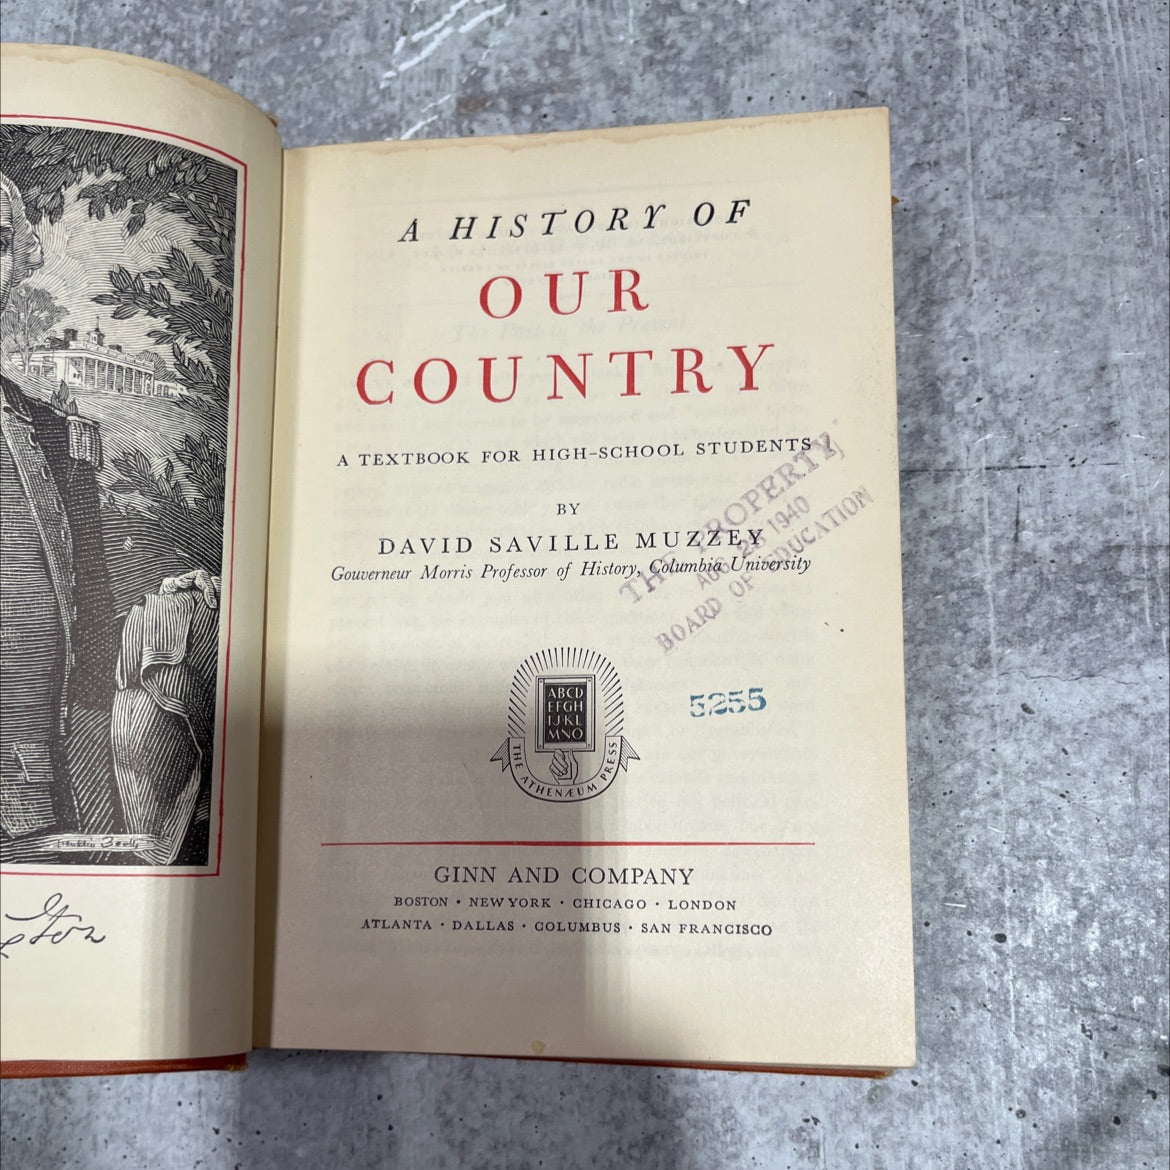 A HISTORY OF
OUR
COUNTRY
A TEXTBOOK FOR HIGH-SCHOOL STUDENTS
BY
DAVID SAVILLE MUZZEY
Gouverneur Morris Professor of History, Columbia University
THE PROPERTY
AUG 1940
BOARD OF EDUCATION
5255
ABCD
EFGH
IJKL
MNO
THE ATHENÆUM PRESS
GINN AND COMPANY
BOSTON · NEW YORK · CHICAGO · LONDON
ATLANTA · DALLAS · COLUMBUS · SAN FRANCISCO